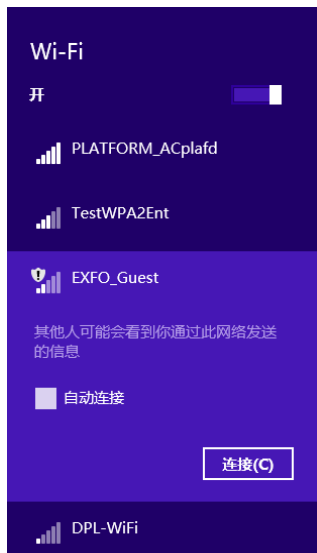 Wi-Fi
开
PLATFORM_ACplafd
TestWPA2Ent
EXFO_Guest
其他人可能会看到你通过此网络发送
的信息
自动连接
连接(C)
DPL-WiFi